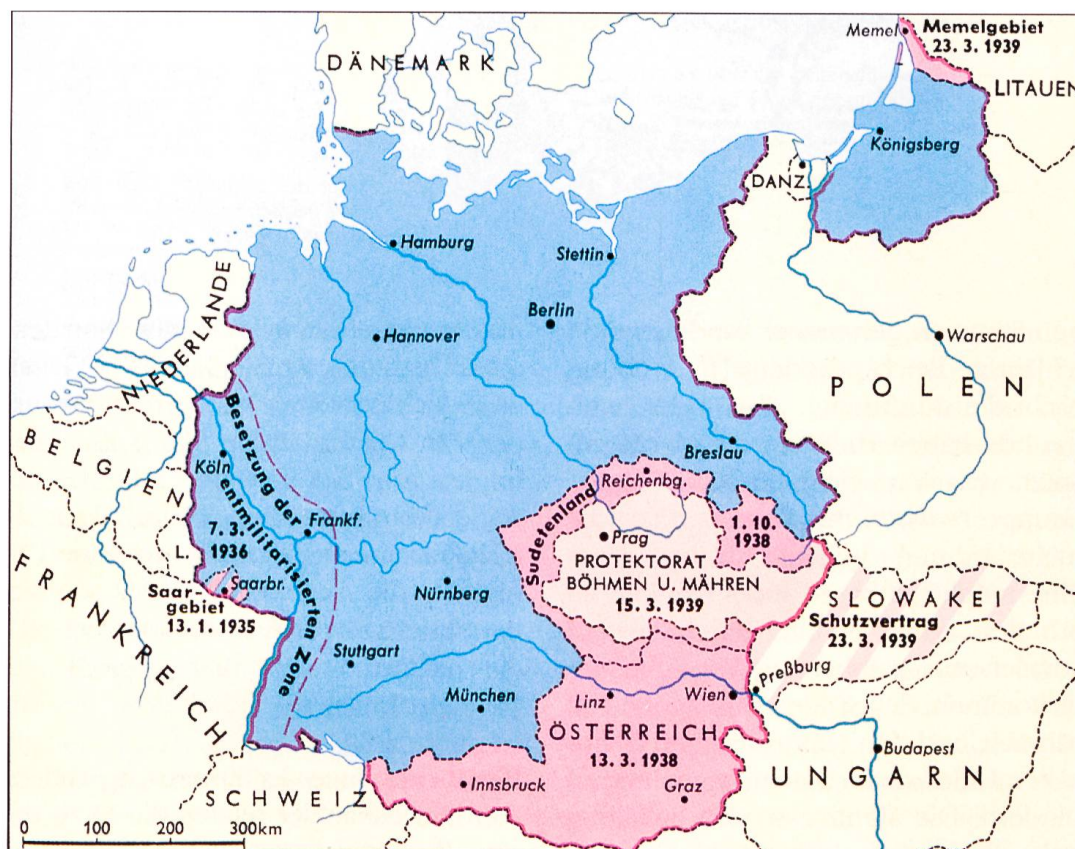 DÄNEMARK
Memel
Memelgebiet
23. 3. 1939
LITAUEN
Königsberg
DANZ.
Hamburg
Stettin
Berlin
Hannover
NIEDERLANDE
Warschau
POLEN
BELGIEN
Besetzung der
entmilitarisierten Zone
Köln
7. 3.
1936
Frankf.
L.
Breslau
Reichenbg.
Sudetenland
1. 10.
1938
Prag
PROTEKTORAT
BÖHMEN U. MÄHREN
15. 3. 1939
Saarbr.
Saar-
gebiet
13. 1. 1935
FRANKREICH
Nürnberg
SLOWAKEI
Schutzvertrag
23. 3. 1939
Stuttgart
München
Linz
Wien
Preßburg
ÖSTERREICH
13. 3. 1938
Budapest
UNGARN
Innsbruck
Graz
SCHWEIZ
0 100 200 300km